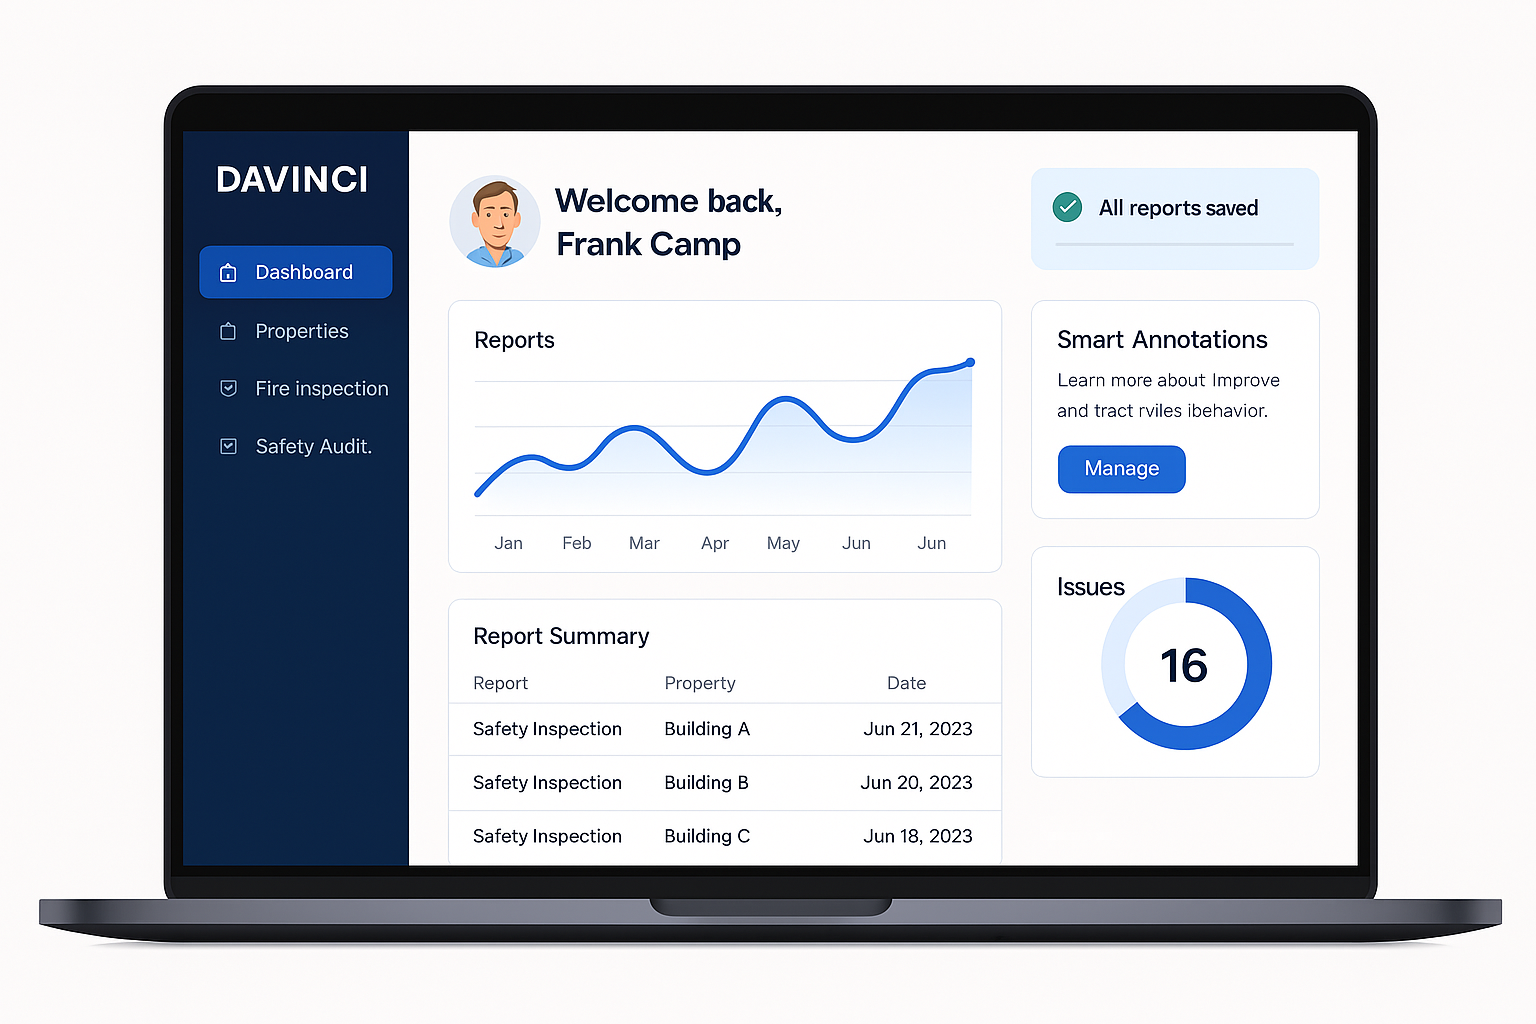 DAVINCI
Dashboard
Properties
Fire inspection
Safety Audit.
Welcome back,
Frank Camp
All reports saved
Reports
Jan Feb Mar Apr May Jun Jun
Smart Annotations
Learn more about Improve
and tract rviles ibehavior.
Manage
Report Summary
Report Property Date
Safety Inspection Building A Jun 21, 2023
Safety Inspection Building B Jun 20, 2023
Safety Inspection Building C Jun 18, 2023
Issues
16